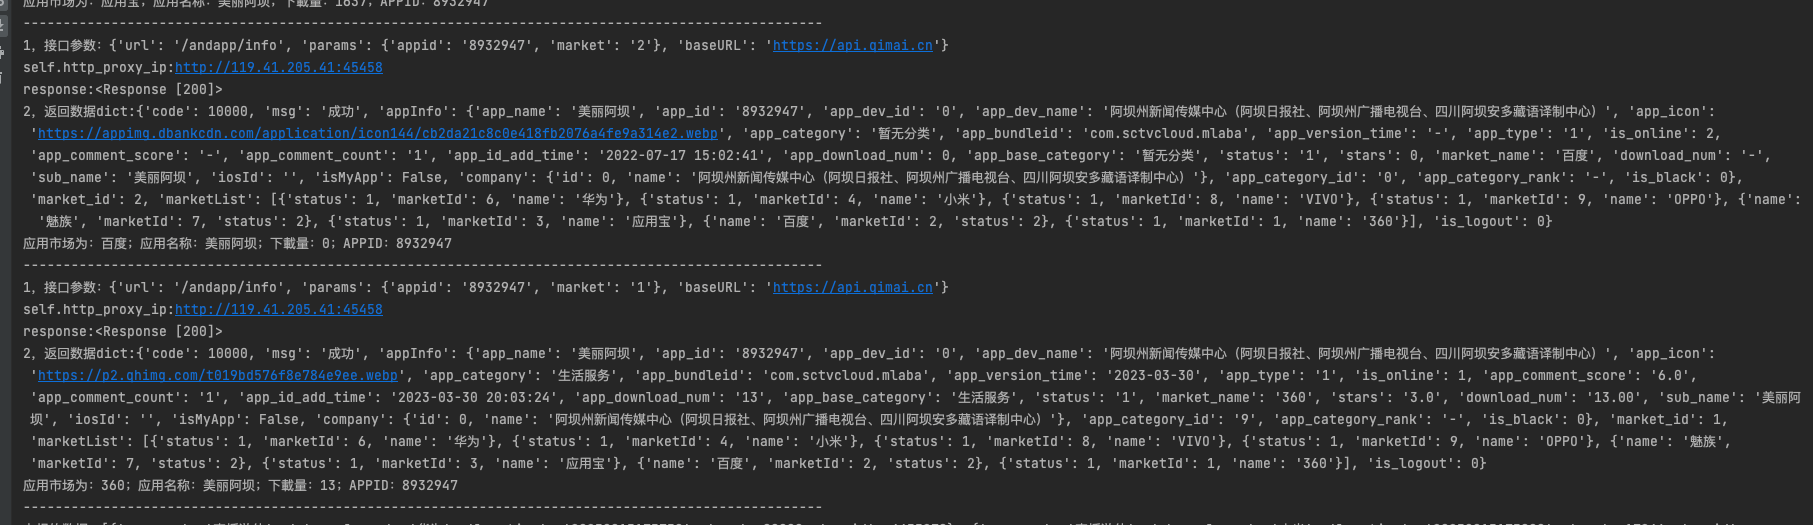 应用市场为：应用宝；应用名称：美丽阿坝；下載量：1637；APPID：8932947
----------------------------------------------------------------------------------------------------
1，接口参数：{'url': '/andapp/info', 'params': {'appid': '8932947', 'market': '2'}, 'baseURL': 'https://api.qimai.cn'}
self.http_proxy_ip:http://119.41.205.41:45458
response:<Response [200]>
2，返回数据dict:{'code': 10000, 'msg': '成功', 'appInfo': {'app_name': '美丽阿坝', 'app_id': '8932947', 'app_dev_id': '0', 'app_dev_name': '阿坝州新闻传媒中心（阿坝日报社、阿坝州广播电视台、四川阿坝安多藏语译制中心）', 'app_icon':
'https://appimg.dbankcdn.com/application/icon144/cb2da21c8c0e418fb2076a4fe9a314e2.webp', 'app_category': '暂无分类', 'app_bundleid': 'com.sctvcloud.mlaba', 'app_version_time': '-', 'app_type': '1', 'is_online': 2,
'app_comment_score': '-', 'app_comment_count': '1', 'app_id_add_time': '2022-07-17 15:02:41', 'app_download_num': 0, 'app_base_category': '暂无分类', 'status': '1', 'stars': 0, 'market_name': '百度', 'download_num': '-',
'sub_name': '美丽阿坝', 'iosId': '', 'isMyApp': False, 'company': {'id': 0, 'name': '阿坝州新闻传媒中心（阿坝日报社、阿坝州广播电视台、四川阿坝安多藏语译制中心）'}, 'app_category_id': '0', 'app_category_rank': '-', 'is_black': 0},
'market_id': 2, 'marketList': [{'status': 1, 'marketId': 6, 'name': '华为'}, {'status': 1, 'marketId': 4, 'name': '小米'}, {'status': 1, 'marketId': 8, 'name': 'VIVO'}, {'status': 1, 'marketId': 9, 'name': 'OPPO'}, {'name':
'魅族', 'marketId': 7, 'status': 2}, {'status': 1, 'marketId': 3, 'name': '应用宝'}, {'name': '百度', 'marketId': 2, 'status': 2}, {'status': 1, 'marketId': 1, 'name': '360'}], 'is_logout': 0}
应用市场为：百度；应用名称：美丽阿坝；下載量：0；APPID：8932947
----------------------------------------------------------------------------------------------------
1，接口参数：{'url': '/andapp/info', 'params': {'appid': '8932947', 'market': '1'}, 'baseURL': 'https://api.qimai.cn'}
self.http_proxy_ip:http://119.41.205.41:45458
response:<Response [200]>
2，返回数据dict:{'code': 10000, 'msg': '成功', 'appInfo': {'app_name': '美丽阿坝', 'app_id': '8932947', 'app_dev_id': '0', 'app_dev_name': '阿坝州新闻传媒中心（阿坝日报社、阿坝州广播电视台、四川阿坝安多藏语译制中心）', 'app_icon':
'https://p2.qhimg.com/t019bd576f8e784e9ee.webp', 'app_category': '生活服务', 'app_bundleid': 'com.sctvcloud.mlaba', 'app_version_time': '2023-03-30', 'app_type': '1', 'is_online': 1, 'app_comment_score': '6.0',
'app_comment_count': '1', 'app_id_add_time': '2023-03-30 20:03:24', 'app_download_num': '13', 'app_base_category': '生活服务', 'status': '1', 'market_name': '360', 'stars': '3.0', 'download_num': '13.00', 'sub_name': '美丽阿
坝', 'iosId': '', 'isMyApp': False, 'company': {'id': 0, 'name': '阿坝州新闻传媒中心（阿坝日报社、阿坝州广播电视台、四川阿坝安多藏语译制中心）'}, 'app_category_id': '9', 'app_category_rank': '-', 'is_black': 0}, 'market_id': 1,
'marketList': [{'status': 1, 'marketId': 6, 'name': '华为'}, {'status': 1, 'marketId': 4, 'name': '小米'}, {'status': 1, 'marketId': 8, 'name': 'VIVO'}, {'status': 1, 'marketId': 9, 'name': 'OPPO'}, {'name': '魅族',
'marketId': 7, 'status': 2}, {'status': 1, 'marketId': 3, 'name': '应用宝'}, {'name': '百度', 'marketId': 2, 'status': 2}, {'status': 1, 'marketId': 1, 'name': '360'}], 'is_logout': 0}
应用市场为：360；应用名称：美丽阿坝；下載量：13；APPID：8932947
----------------------------------------------------------------------------------------------------